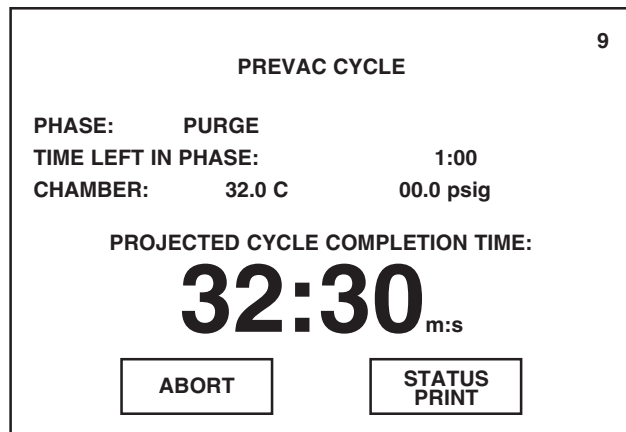 9
PREVAC CYCLE
PHASE: PURGE
TIME LEFT IN PHASE: 1:00
CHAMBER: 32.0 C 00.0 psig
PROJECTED CYCLE COMPLETION TIME:
32:30 m:s
ABORT
STATUS
PRINT